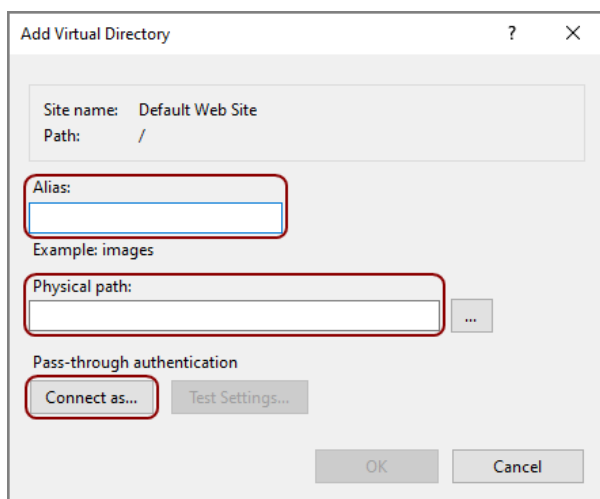 Add Virtual Directory ?
Site name: Default Web Site
Path: /
Alias:
Example: images
Physical path:
...
Pass-through authentication
Connect as... Test Settings...
OK Cancel